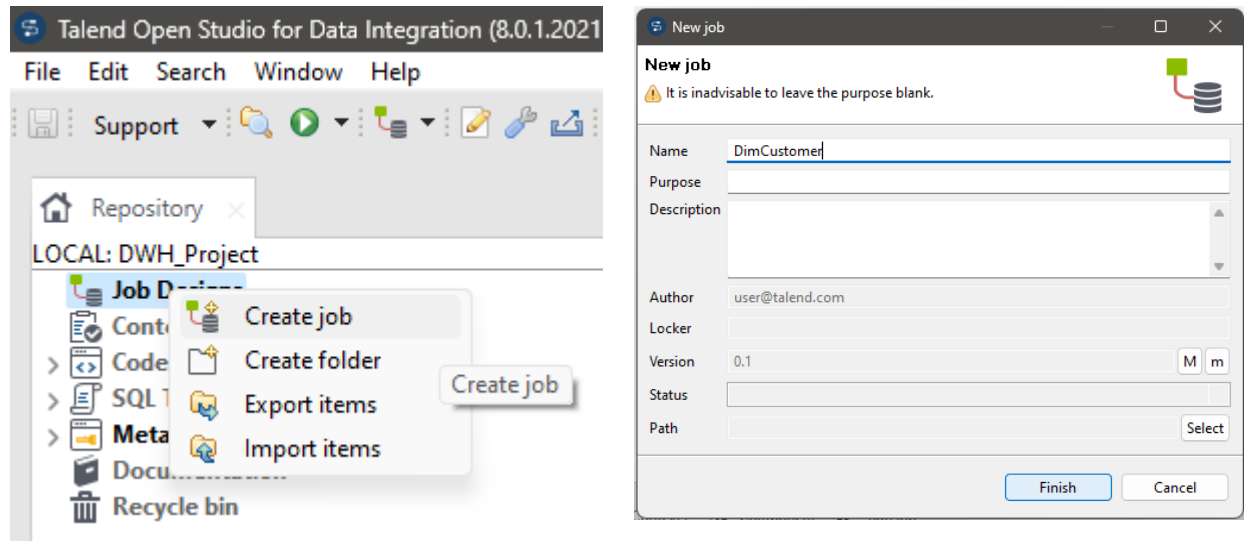 Talend Open Studio for Data Integration (8.0.1.2021
File Edit Search Window Help
Support
Repository
LOCAL: DWH_Project
Job Designs
Create job
Create folder
Export items
Import items
Create job
Code
SQL
Meta
Recycle bin
New job
New job
It is inadvisable to leave the purpose blank.
Name DimCustomer
Purpose
Description
Author user@talend.com
Locker
Version 0.1 M m
Status
Path Select
Finish Cancel